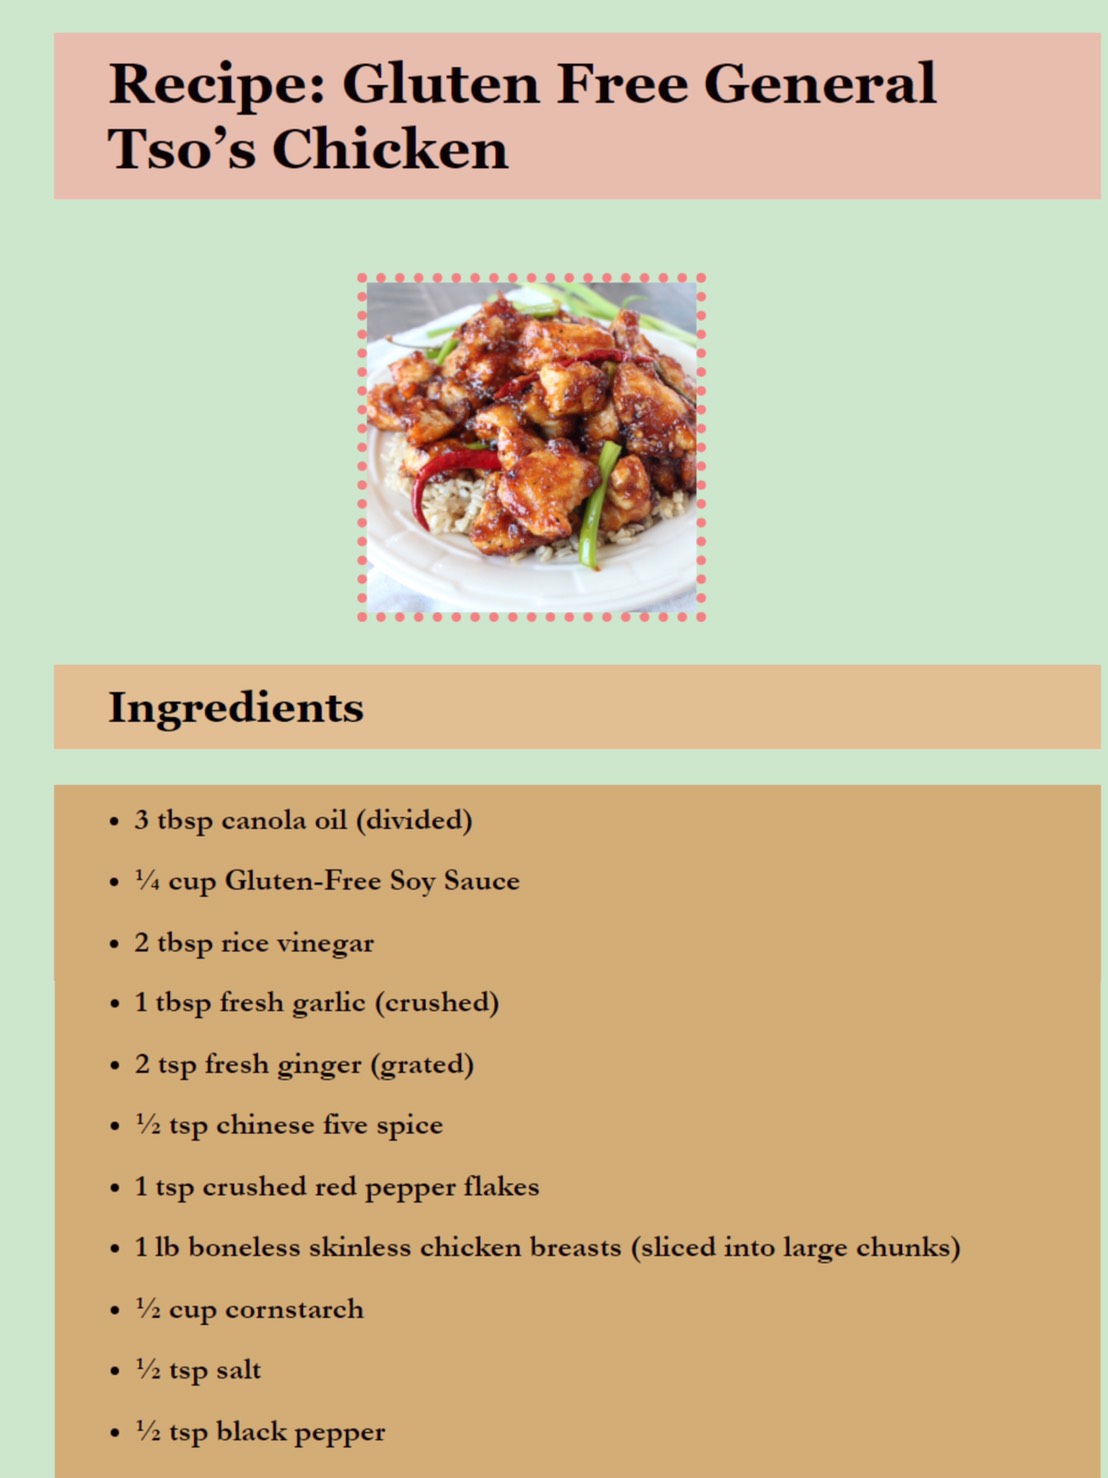 Recipe: Gluten Free General
Tso’s Chicken
Ingredients
• 3 tbsp canola oil (divided)
• ¼ cup Gluten-Free Soy Sauce
• 2 tbsp rice vinegar
• 1 tbsp fresh garlic (crushed)
• 2 tsp fresh ginger (grated)
• ½ tsp chinese five spice
• 1 tsp crushed red pepper flakes
• 1 lb boneless skinless chicken breasts (sliced into large chunks)
• ½ cup cornstarch
• ½ tsp salt
• ½ tsp black pepper